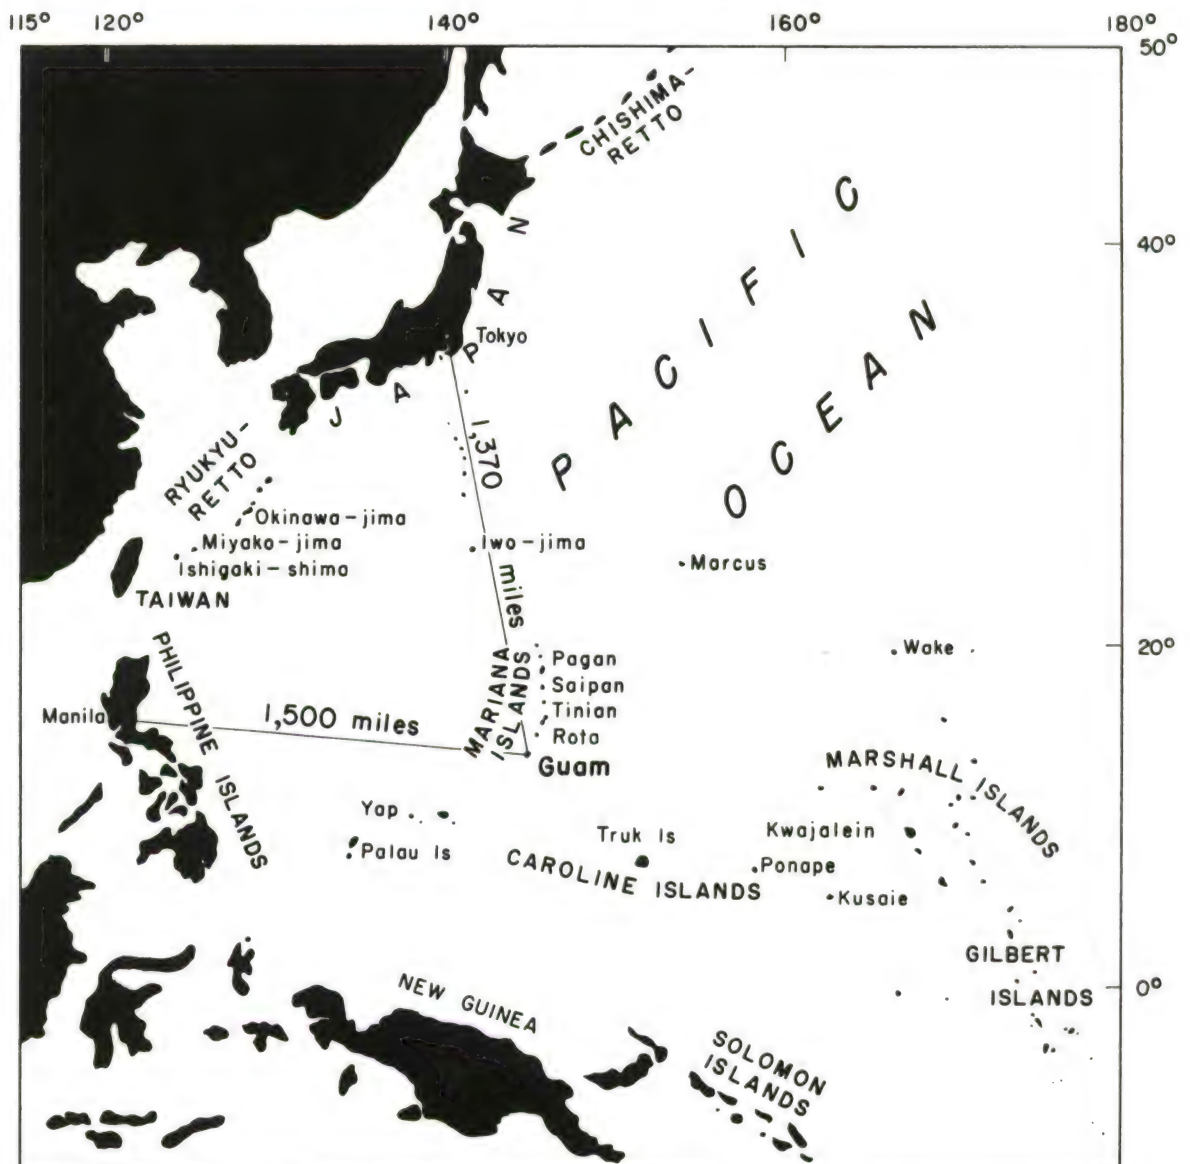 115° 120° 140° 160° 180°
50°
CHISHIMA-
RETTO
PACIFIC
40°
OCEAN
JAPAN
Tokyo
1,370 miles
RYUKYU-
RETTO
Okinawa-jima
Miyako-jima
Ishigaki-shima
Iwo-jima
Marcus
TAIWAN
20°
Wake
PHILIPPINE ISLANDS
MARIANA
ISLANDS
Pagan
Saipan
Tinian
Rota
Guam
Manila
1,500 miles
MARSHALL ISLANDS
Yap
Palau Is
Truk Is
Kwajalein
Ponape
CAROLINE ISLANDS
Kusaie
GILBERT
ISLANDS
0°
NEW GUINEA
SOLOMON
ISLANDS